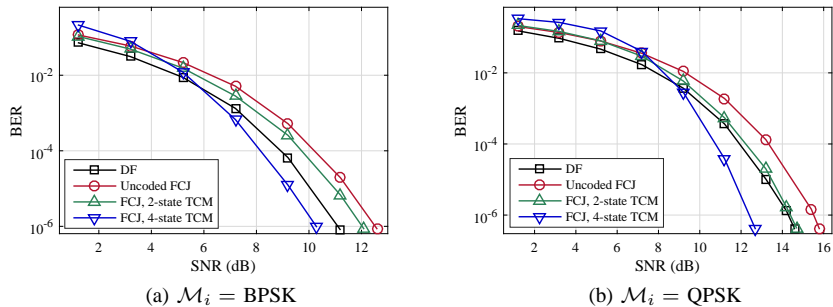 10^-2
10^-4
10^-6
BER
DF
Uncoded FCJ
FCJ, 2-state TCM
FCJ, 4-state TCM
2 4 6 8 10 12
SNR (dB)
(a) ℳᵢ = BPSK
10^-2
10^-4
10^-6
BER
DF
Uncoded FCJ
FCJ, 2-state TCM
FCJ, 4-state TCM
2 4 6 8 10 12 14 16
SNR (dB)
(b) ℳᵢ = QPSK